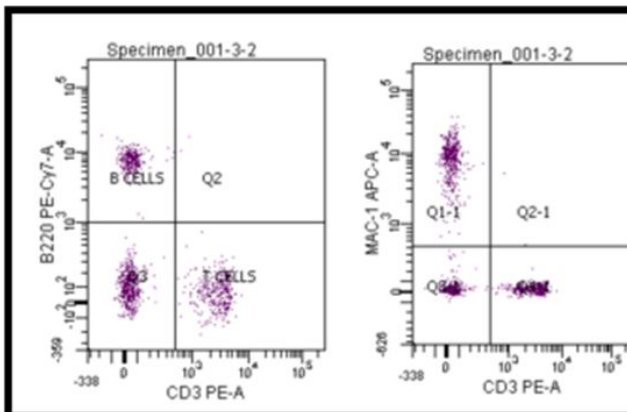 Specimen_001-3-2
B220 PE-Cy7-A
10^5
10^4
10^3
10^2
0
-10^2
-359
B CELLS
Q2
Q3
T CELLS
-338
0
10^3
10^4
10^5
CD3 PE-A
Specimen_001-3-2
MAC-1 APC-A
10^5
10^4
10^3
0
-626
Q1-1
Q2-1
-338
0
10^3
10^4
10^5
CD3 PE-A